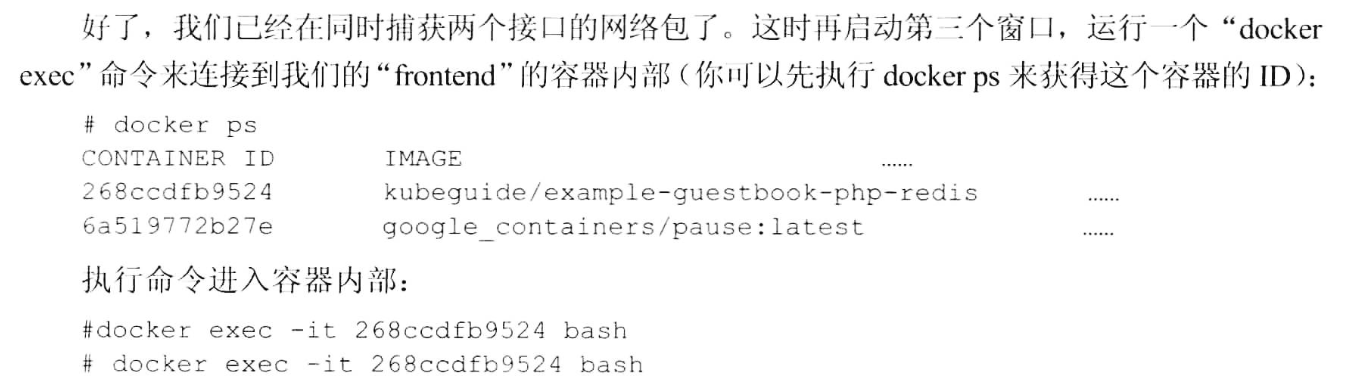 好了，我们已经在同时捕获两个接口的网络包了。这时再启动第三个窗口，运行一个“docker
exec”命令来连接到我们的“frontend”的容器内部（你可以先执行 docker ps 来获得这个容器的 ID）：
# docker ps
CONTAINER ID IMAGE ......
268ccdfb9524 kubeguide/example-guestbook-php-redis ......
6a519772b27e google_containers/pause:latest ......
执行命令进入容器内部：
#docker exec -it 268ccdfb9524 bash
# docker exec -it 268ccdfb9524 bash